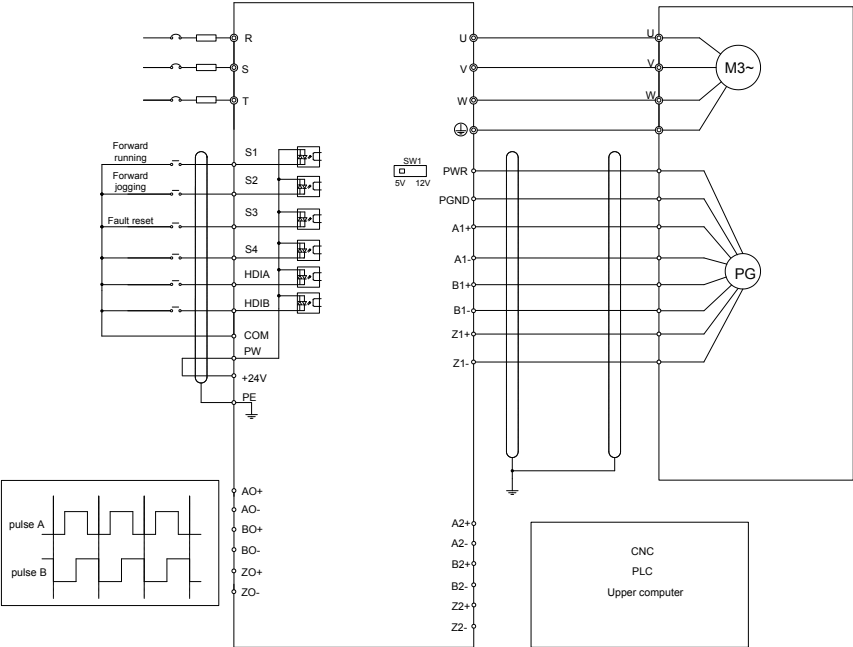 R
S
T
U
V
W
U
V
W
M3~
Forward
running
Forward
jogging
Fault reset
S1
S2
S3
S4
HDIA
HDIB
COM
PW
+24V
PE
SW1
5V 12V
PWR
PGND
A1+
A1-
B1+
B1-
Z1+
Z1-
PG
pulse A
pulse B
AO+
AO-
BO+
BO-
ZO+
ZO-
A2+
A2-
B2+
B2-
Z2+
Z2-
CNC
PLC
Upper computer